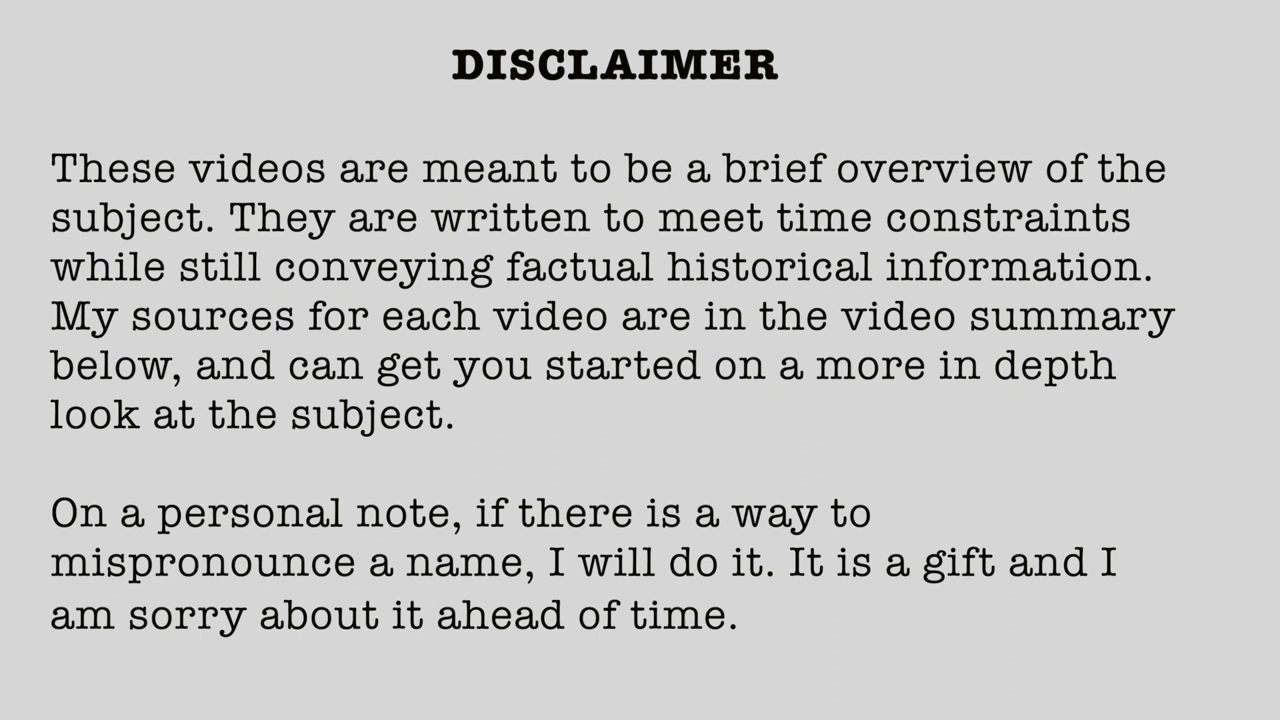 DISCLAIMER
These videos are meant to be a brief overview of the
subject. They are written to meet time constraints
while still conveying factual historical information.
My sources for each video are in the video summary
below, and can get you started on a more in depth
look at the subject.
On a personal note, if there is a way to
mispronounce a name, I will do it. It is a gift and I
am sorry about it ahead of time.